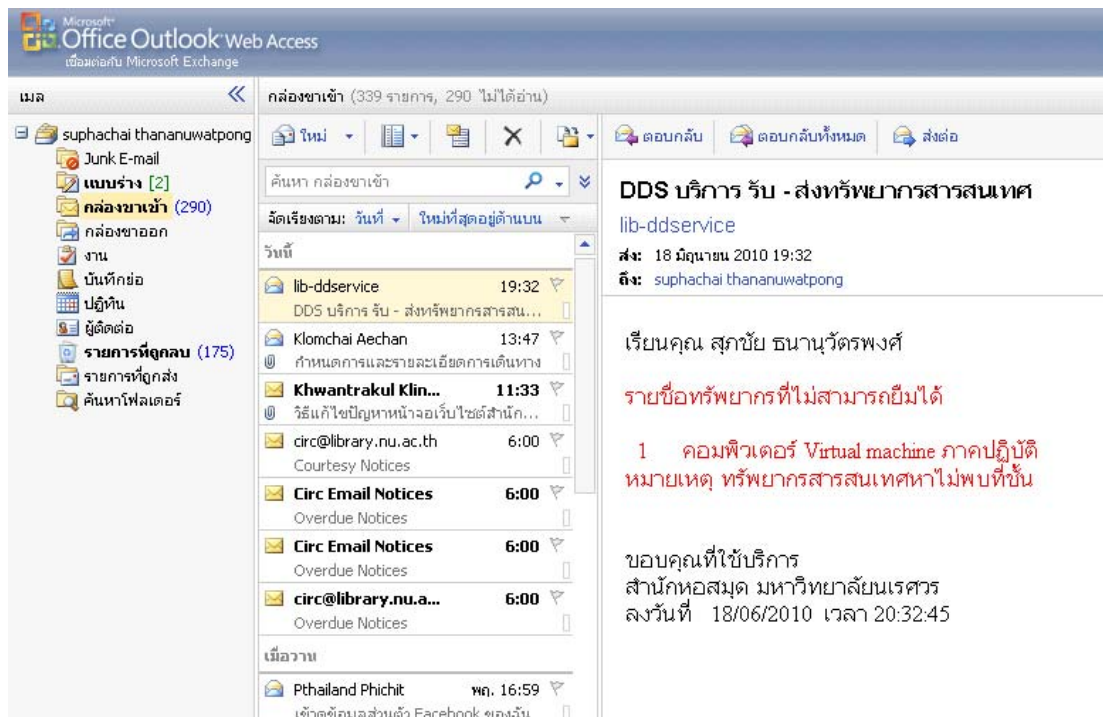 Microsoft®
Office Outlook® Web Access
เชื่อมต่อกับ Microsoft Exchange
เมล
suphachai thananuwatpong
Junk E-mail
แบบร่าง [2]
กล่องขาเข้า (290)
กล่องขาออก
งาน
บันทึกย่อ
ปฏิทิน
ผู้ติดต่อ
รายการที่ถูกลบ (175)
รายการที่ถูกส่ง
ค้นหาโฟลเดอร์
กล่องขาเข้า (339 รายการ, 290 ไม่ได้อ่าน)
ใหม่
ค้นหา กล่องขาเข้า
จัดเรียงตาม: วันที่ ใหม่ที่สุดอยู่ด้านบน
วันนี้
lib-ddservice 19:32
DDS บริการ รับ - ส่งทรัพยากรสารสน...
Klomchai Aechan 13:47
กำหนดการและรายละเอียดการเดินทาง
Khwantrakul Klin... 11:33
วิธีแก้ไขปัญหาหน้าจอเว็บไซต์สำนัก...
circ@library.nu.ac.th 6:00
Courtesy Notices
Circ Email Notices 6:00
Overdue Notices
Circ Email Notices 6:00
Overdue Notices
circ@library.nu.a... 6:00
Overdue Notices
เมื่อวาน
Pthailand Phichit พฤ. 16:59
เข้าดูข้อมูลส่วนตัว Facebook ของฉัน
ตอบกลับ ตอบกลับทั้งหมด ส่งต่อ
DDS บริการ รับ - ส่งทรัพยากรสารสนเทศ
lib-ddservice
ส่ง: 18 มิถุนายน 2010 19:32
ถึง: suphachai thananuwatpong
เรียนคุณ สุภชัย ธนานุวัตรพงศ์
รายชื่อทรัพยากรที่ไม่สามารถยืมได้
1 คอมพิวเตอร์ Virtual machine ภาคปฏิบัติ
หมายเหตุ ทรัพยากรสารสนเทศหาไม่พบที่ชั้น
ขอบคุณที่ใช้บริการ
สำนักหอสมุด มหาวิทยาลัยนเรศวร
ลงวันที่ 18/06/2010 เวลา 20:32:45